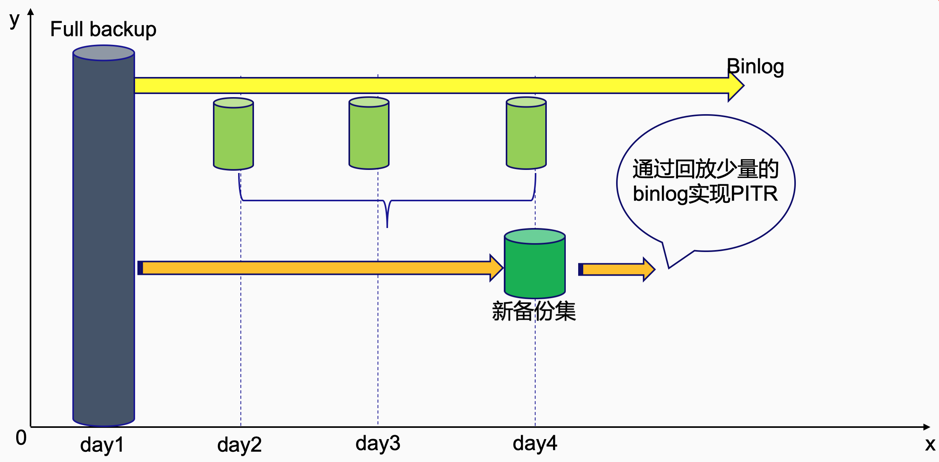 y
Full backup
Binlog
通过回放少量的
binlog实现PITR
新备份集
0
day1
day2
day3
day4
x